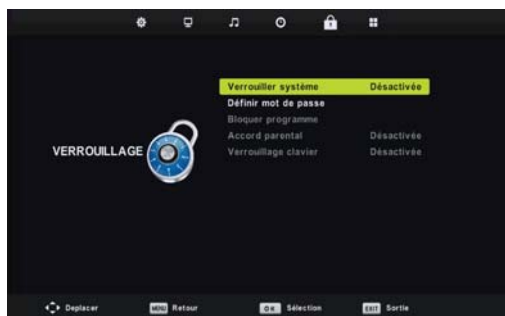 Verrouiller système Désactivée
Définir mot de passe
Bloquer programme
Accord parental Désactivée
Verrouillage clavier Désactivée
VERROUILLAGE
Deplacer MENU Retour OK Sélection EXIT Sortie